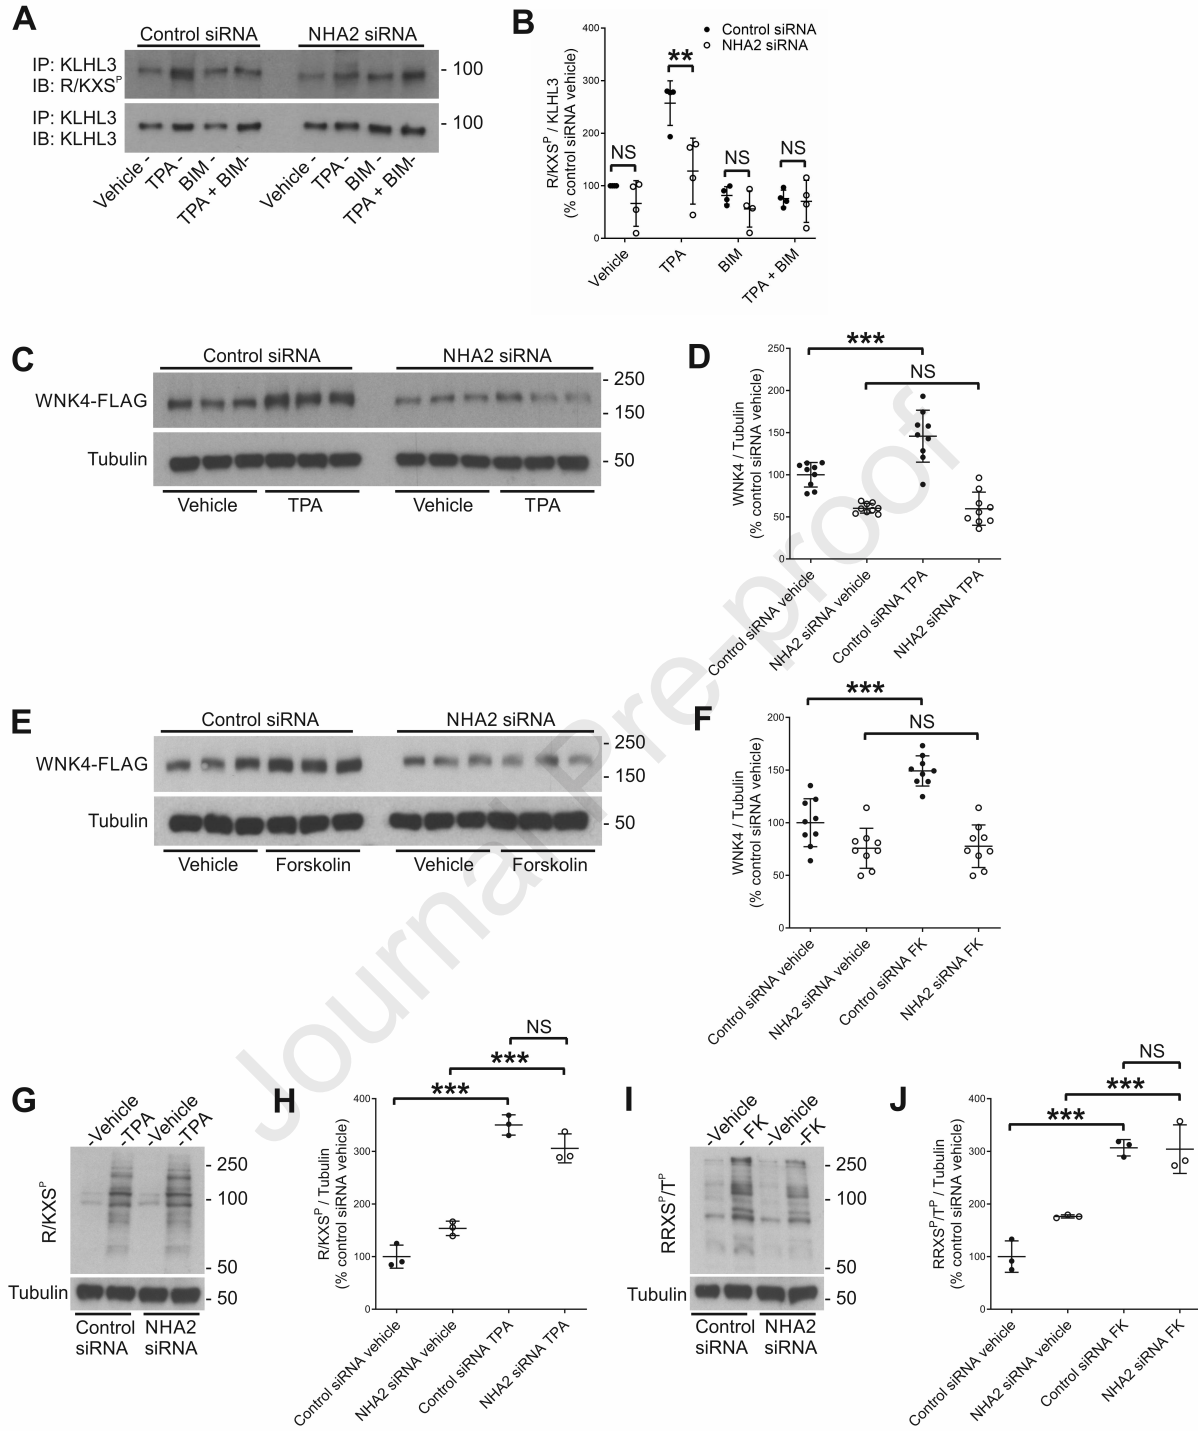 A
Control siRNA
NHA2 siRNA
IP: KLHL3
IB: R/KXSᴾ
- 100
IP: KLHL3
IB: KLHL3
- 100
Vehicle -
TPA -
BIM -
TPA + BIM-
Vehicle -
TPA -
BIM -
TPA + BIM-
B
Control siRNA
NHA2 siRNA
R/KXSᴾ / KLHL3
(% control siRNA vehicle)
400
300
200
100
0
NS
**
NS
NS
Vehicle
TPA
BIM
TPA + BIM
C
Control siRNA
NHA2 siRNA
WNK4-FLAG
- 250
- 150
Tubulin
- 50
Vehicle
TPA
Vehicle
TPA
D
WNK4 / Tubulin
(% control siRNA vehicle)
250
200
150
100
50
0
***
NS
Control siRNA vehicle
NHA2 siRNA vehicle
Control siRNA TPA
NHA2 siRNA TPA
E
Control siRNA
NHA2 siRNA
WNK4-FLAG
- 250
- 150
Tubulin
- 50
Vehicle
Forskolin
Vehicle
Forskolin
F
WNK4 / Tubulin
(% control siRNA vehicle)
200
150
100
50
0
***
NS
Control siRNA vehicle
NHA2 siRNA vehicle
Control siRNA FK
NHA2 siRNA FK
G
-Vehicle
-TPA
-Vehicle
-TPA
R/KXSᴾ
- 250
- 100
- 50
Tubulin
- 50
Control
siRNA
NHA2
siRNA
H
R/KXSᴾ / Tubulin
(% control siRNA vehicle)
400
300
200
100
0
***
***
NS
Control siRNA vehicle
NHA2 siRNA vehicle
Control siRNA TPA
NHA2 siRNA TPA
I
-Vehicle
- FK
-Vehicle
-FK
RRXSᴾ/Tᴾ
- 250
- 100
- 50
Tubulin
- 50
Control
siRNA
NHA2
siRNA
J
RRXSᴾ/Tᴾ / Tubulin
(% control siRNA vehicle)
400
300
200
100
0
***
***
NS
Control siRNA vehicle
NHA2 siRNA vehicle
Control siRNA FK
NHA2 siRNA FK
Journal Pre-proof